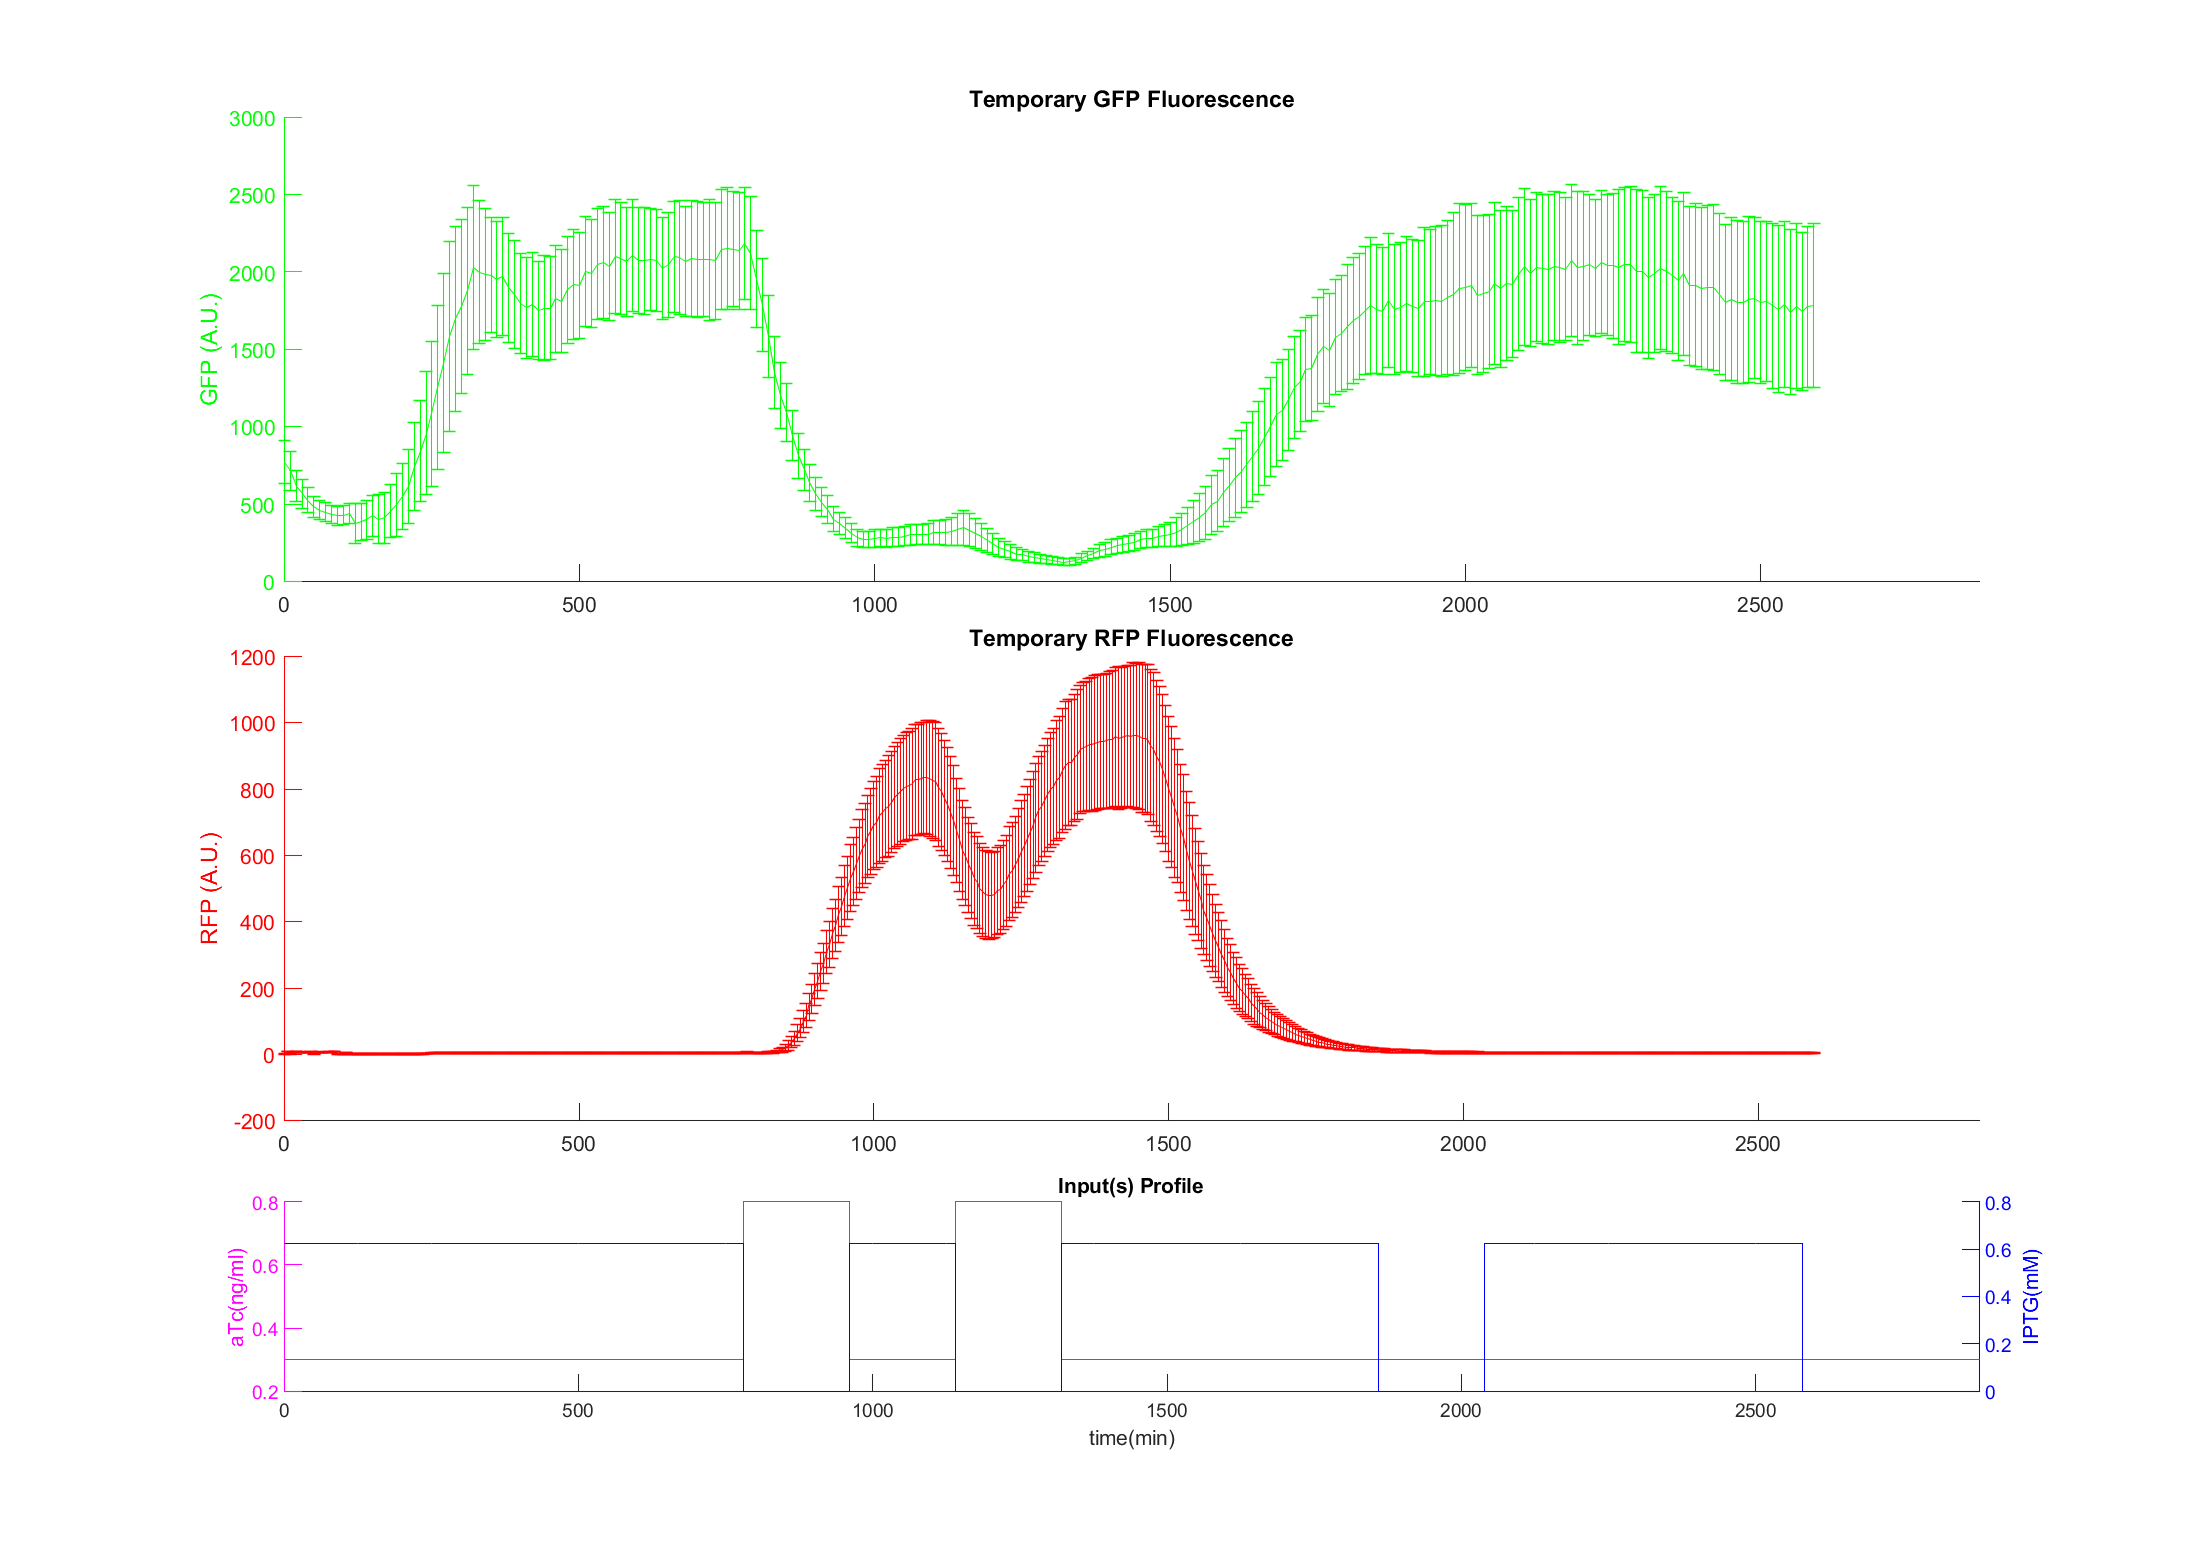 Temporary GFP Fluorescence
3000
2500
2000
1500
1000
500
0
GFP (A.U.)
0 500 1000 1500 2000 2500
Temporary RFP Fluorescence
1200
1000
800
600
400
200
0
-200
RFP (A.U.)
0 500 1000 1500 2000 2500
Input(s) Profile
0.8
0.6
0.4
0.2
aTc(ng/ml)
0.8
0.6
0.4
0.2
0
IPTG(mM)
0 500 1000 1500 2000 2500
time(min)